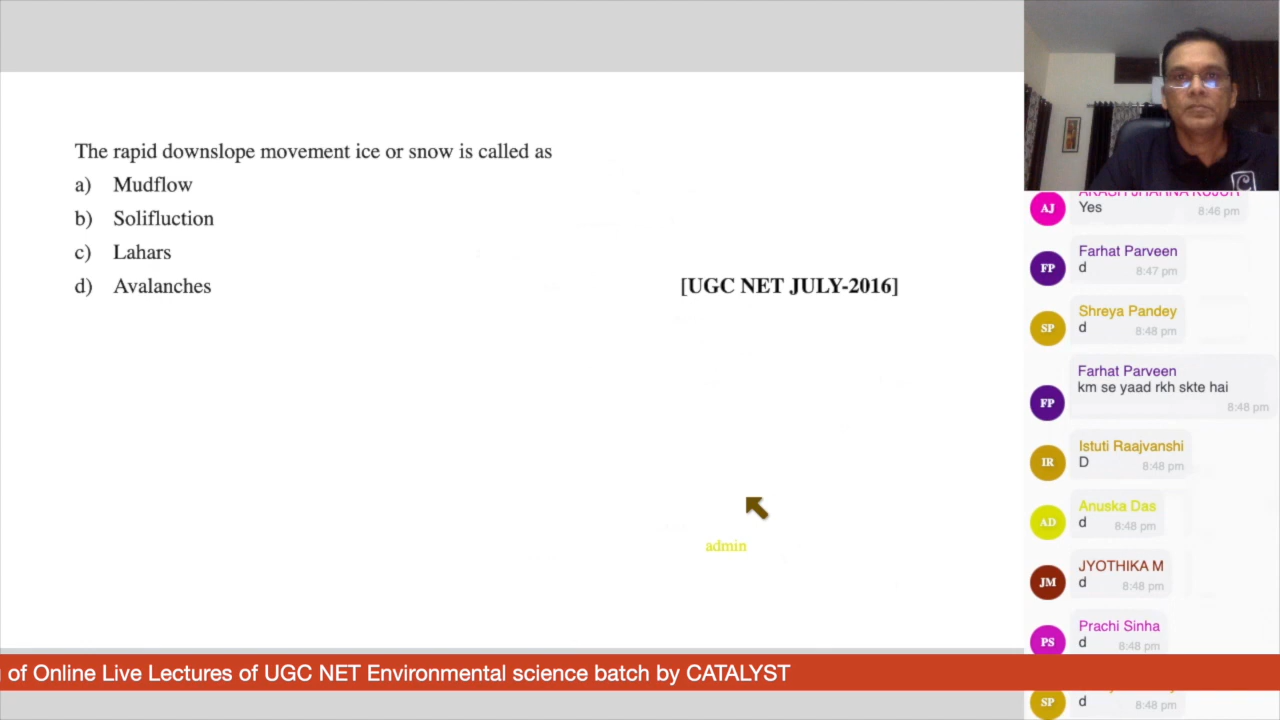 The rapid downslope movement ice or snow is called as
a) Mudflow
b) Solifluction
c) Lahars
d) Avalanches
[UGC NET JULY-2016]
admin
AJ
Yes
8:46 pm
FP
Farhat Parveen
d
8:47 pm
SP
Shreya Pandey
d
8:48 pm
FP
Farhat Parveen
km se yaad rkh skte hai
8:48 pm
IR
Istuti Raajvanshi
D
8:48 pm
AD
Anuska Das
d
8:48 pm
JM
JYOTHIKA M
d
8:48 pm
PS
Prachi Sinha
d
8:48 pm
of Online Live Lectures of UGC NET Environmental science batch by CATALYST
SP
d
8:48 pm